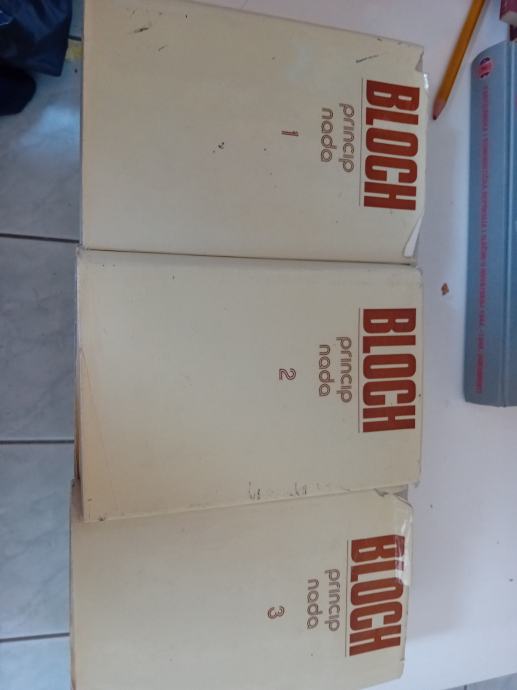 BLOCH
princip
nada
1
BLOCH
princip
nada
2
BLOCH
princip
nada
3